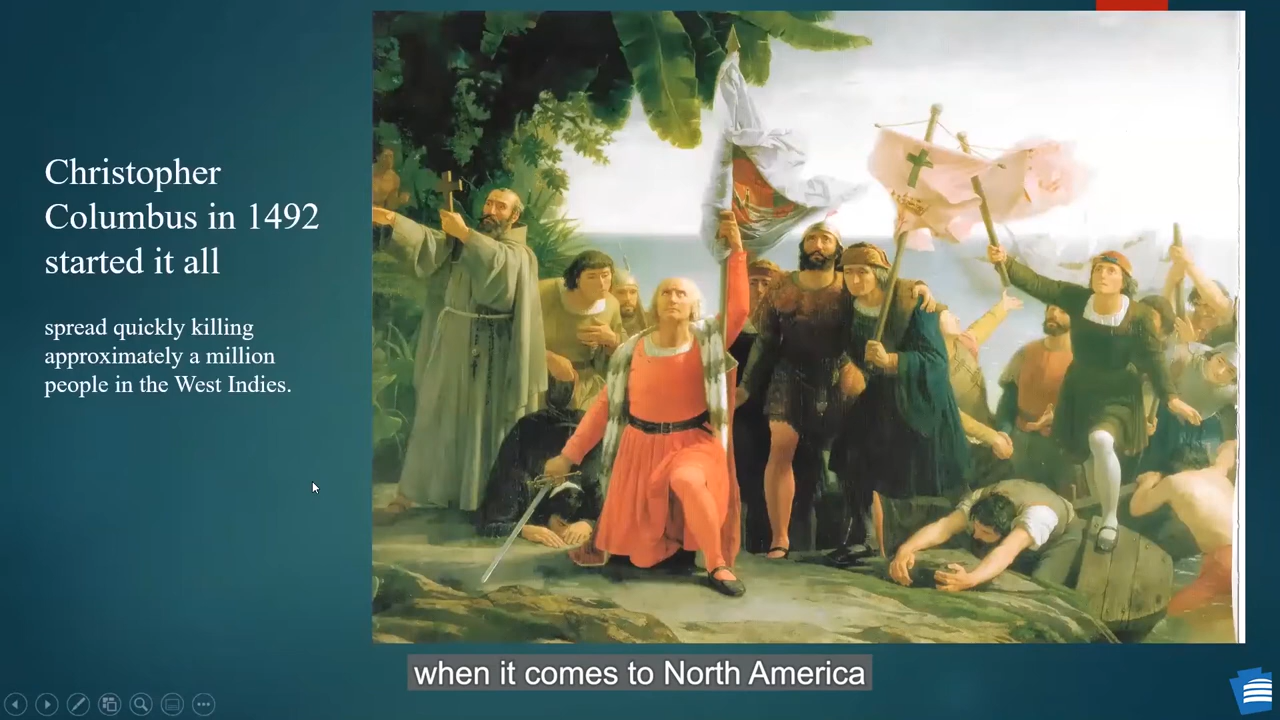 Christopher
Columbus in 1492
started it all
spread quickly killing
approximately a million
people in the West Indies.
when it comes to North America